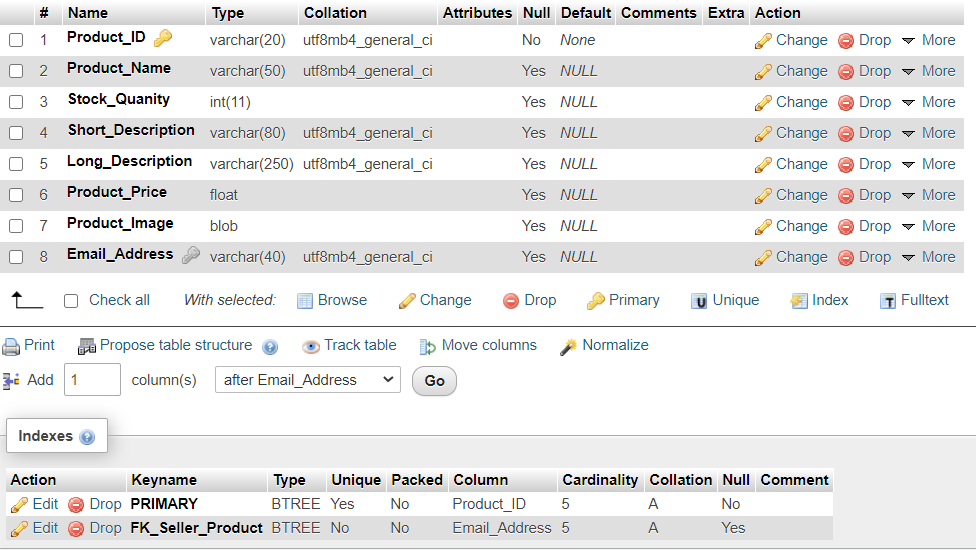 # Name Type Collation Attributes Null Default Comments Extra Action
1 Product_ID varchar(20) utf8mb4_general_ci No None Change Drop More
2 Product_Name varchar(50) utf8mb4_general_ci Yes NULL Change Drop More
3 Stock_Quanity int(11) Yes NULL Change Drop More
4 Short_Description varchar(80) utf8mb4_general_ci Yes NULL Change Drop More
5 Long_Description varchar(250) utf8mb4_general_ci Yes NULL Change Drop More
6 Product_Price float Yes NULL Change Drop More
7 Product_Image blob Yes NULL Change Drop More
8 Email_Address varchar(40) utf8mb4_general_ci Yes NULL Change Drop More
Check all With selected: Browse Change Drop Primary Unique Index Fulltext
Print Propose table structure Track table Move columns Normalize
Add 1 column(s) after Email_Address Go
Indexes
Action Keyname Type Unique Packed Column Cardinality Collation Null Comment
Edit Drop PRIMARY BTREE Yes No Product_ID 5 A No
Edit Drop FK_Seller_Product BTREE No No Email_Address 5 A Yes